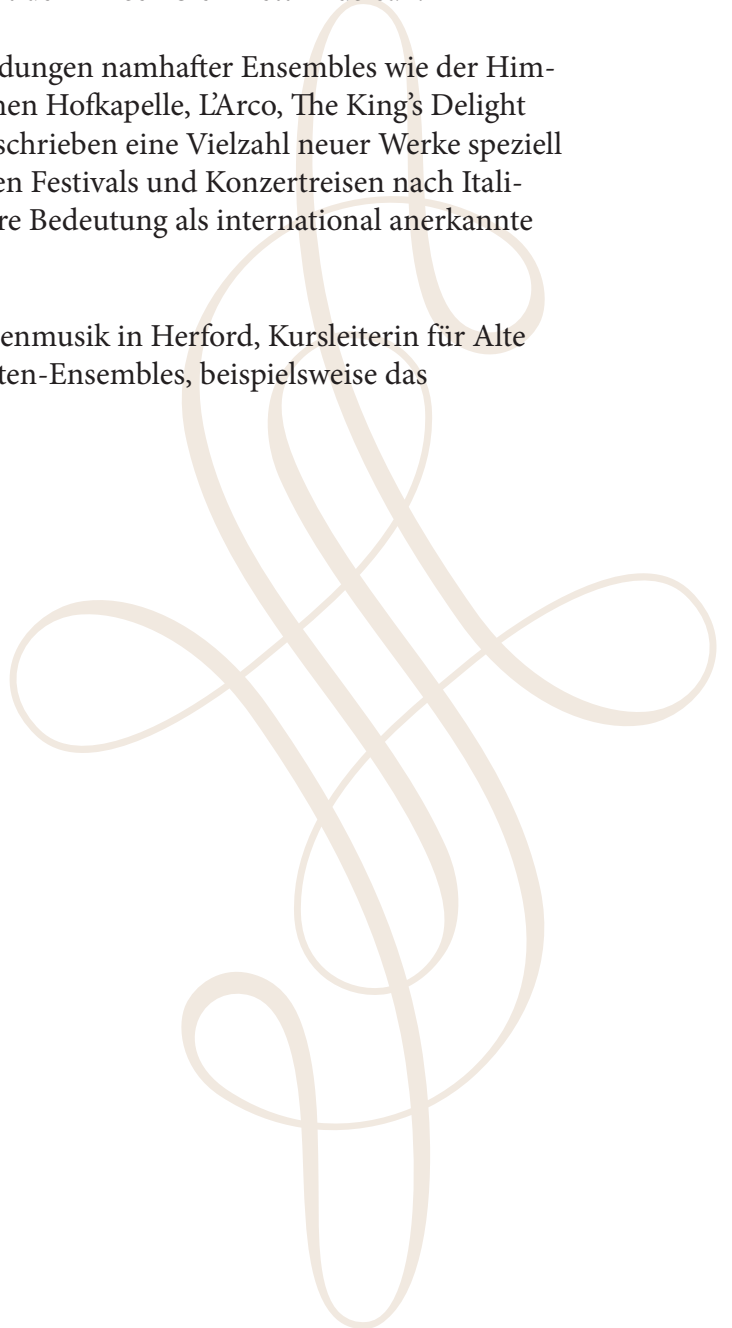 dungen namhafter Ensembles wie der Him-
nen Hofkapelle, L’Arco, The King’s Delight
schrieben eine Vielzahl neuer Werke speziell
en Festivals und Konzertreisen nach Itali-
re Bedeutung als international anerkannte
enmusik in Herford, Kursleiterin für Alte
ten-Ensembles, beispielsweise das